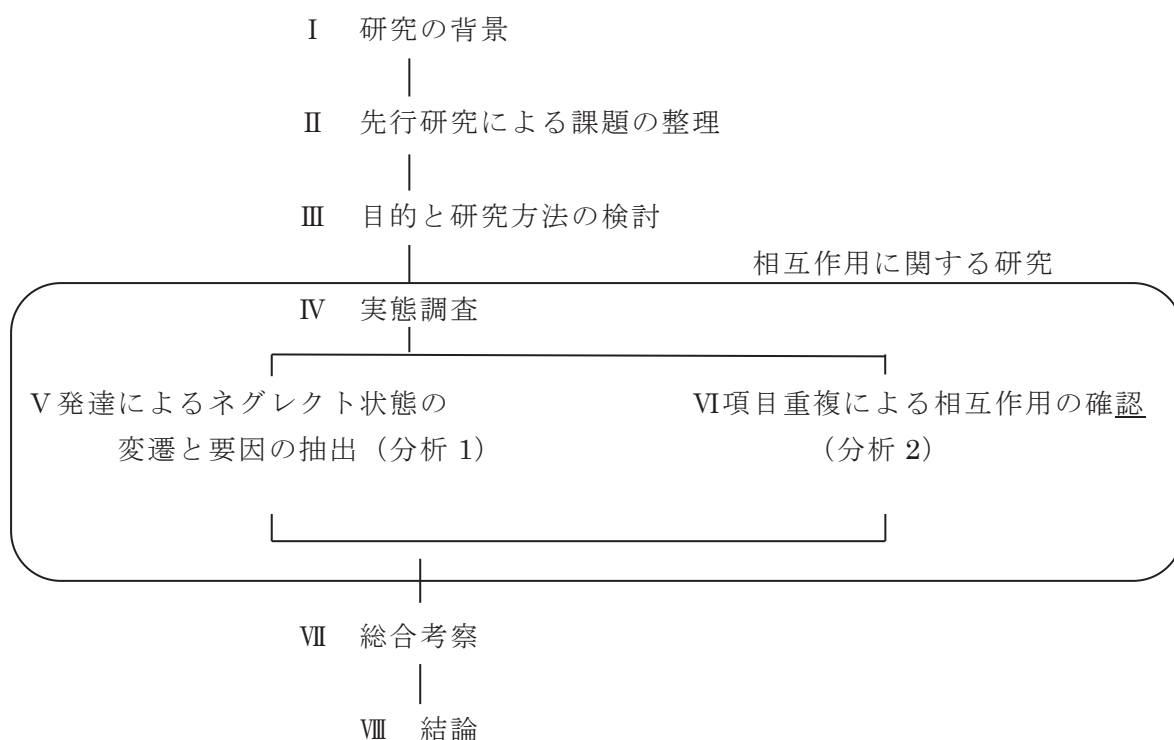 Ⅰ 研究の背景
Ⅱ 先行研究による課題の整理
Ⅲ 目的と研究方法の検討
相互作用に関する研究
Ⅳ 実態調査
Ⅴ発達によるネグレクト状態の
変遷と要因の抽出（分析 1）
Ⅵ項目重複による相互作用の確認
（分析 2）
Ⅶ 総合考察
Ⅷ 結論